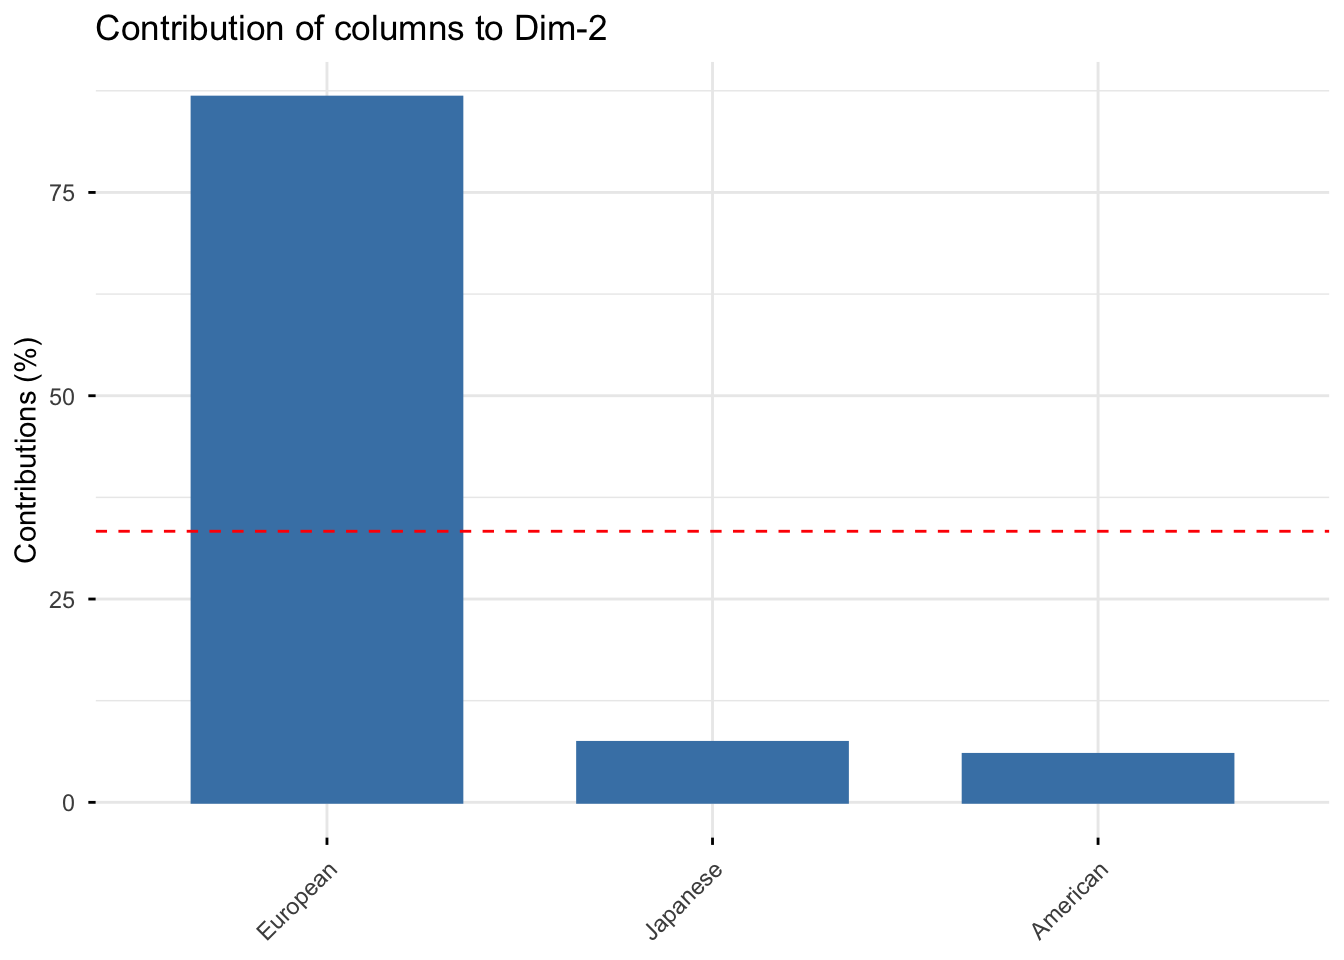 Contribution of columns to Dim-2
Contributions (%)
75
50
25
0
European
Japanese
American